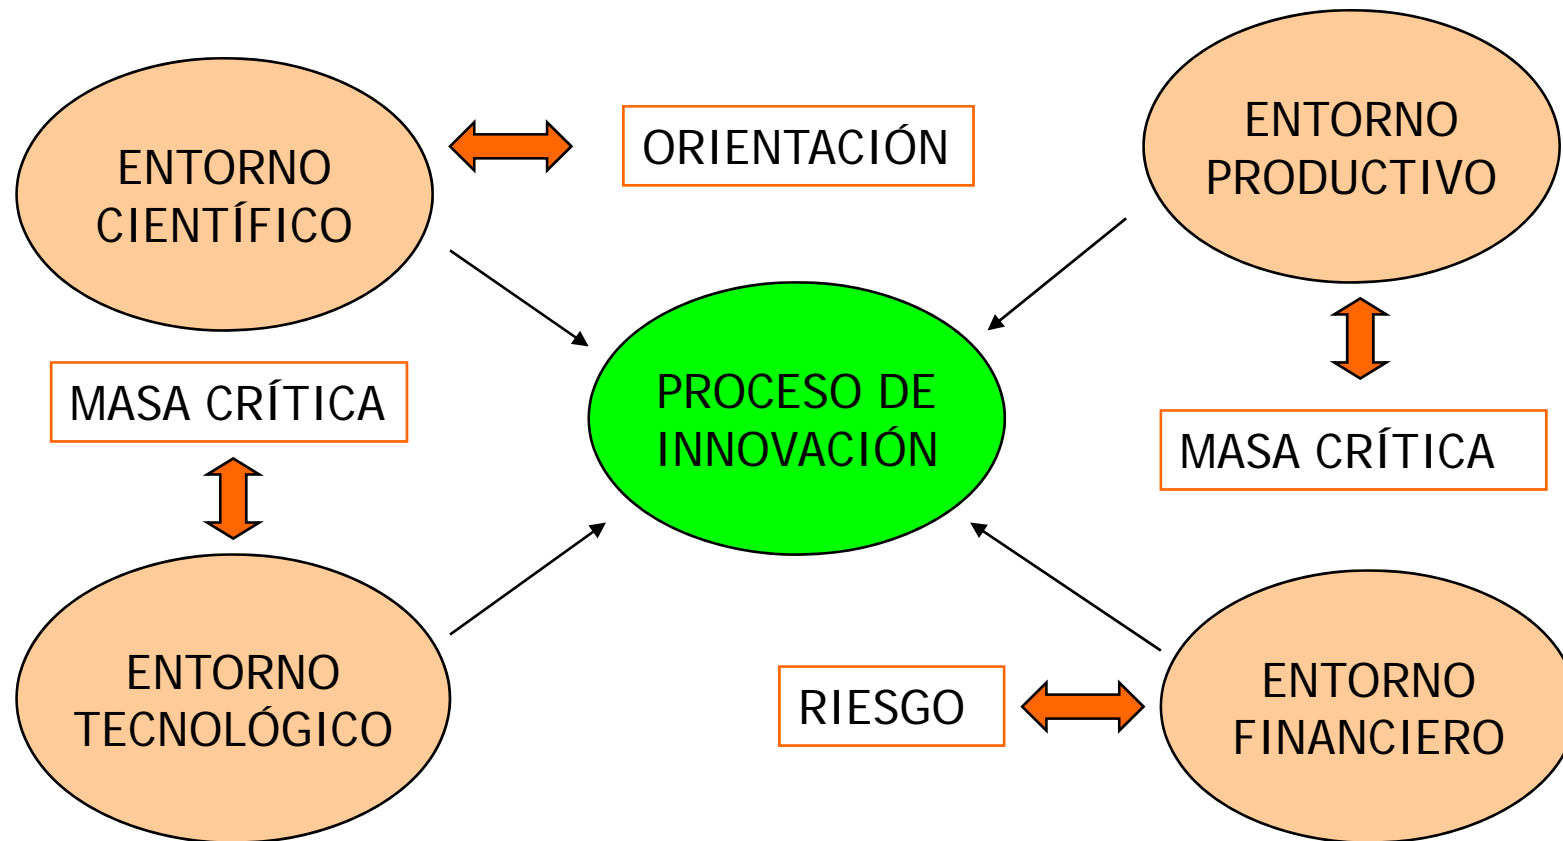 ENTORNO
CIENTÍFICO
ORIENTACIÓN
ENTORNO
PRODUCTIVO
MASA CRÍTICA
PROCESO DE
INNOVACIÓN
MASA CRÍTICA
ENTORNO
TECNOLÓGICO
RIESGO
ENTORNO
FINANCIERO